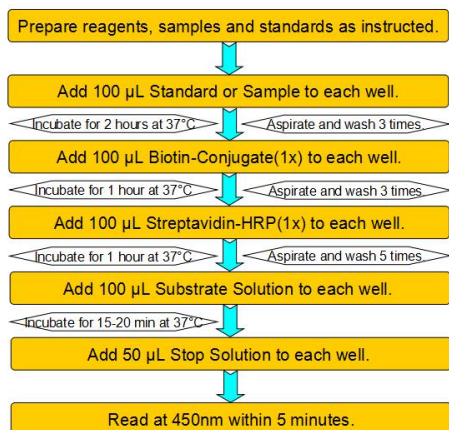 Prepare reagents, samples and standards as instructed.
Add 100 µL Standard or Sample to each well.
Incubate for 2 hours at 37°C
Aspirate and wash 3 times.
Add 100 µL Biotin-Conjugate(1x) to each well.
Incubate for 1 hour at 37°C
Aspirate and wash 3 times.
Add 100 µL Streptavidin-HRP(1x) to each well.
Incubate for 1 hour at 37°C
Aspirate and wash 5 times.
Add 100 µL Substrate Solution to each well.
Incubate for 15-20 min at 37°C
Add 50 µL Stop Solution to each well.
Read at 450nm within 5 minutes.